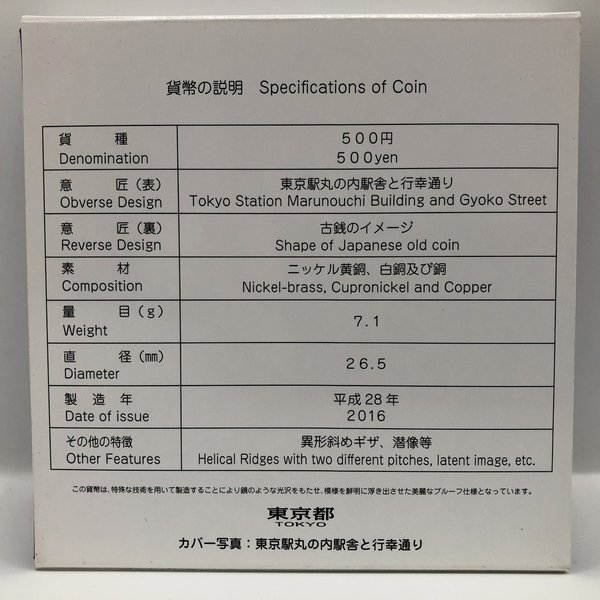 貨幣の説明 Specifications of Coin
貨種 500円
Denomination 500yen
意匠(表) 東京駅丸の内駅舎と行幸通り
Obverse Design Tokyo Station Marunouchi Building and Gyoko Street
意匠(裏) 古銭のイメージ
Reverse Design Shape of Japanese old coin
素材 ニッケル黄銅、白銅及び銅
Composition Nickel-brass, Cupronickel and Copper
量目(g) 7.1
Weight
直径(㎜) 26.5
Diameter
製造年 平成28年
Date of issue 2016
その他の特徴 異形斜めギザ、潜像等
Other Features Helical Ridges with two different pitches, latent image, etc.
この貨幣は、特殊な技術を用いて製造することにより鏡のような光沢をもたせ、模様を鮮明に浮き出させた美麗なプルーフ仕様となっています。
東京都
TOKYO
カバー写真:東京駅丸の内駅舎と行幸通り